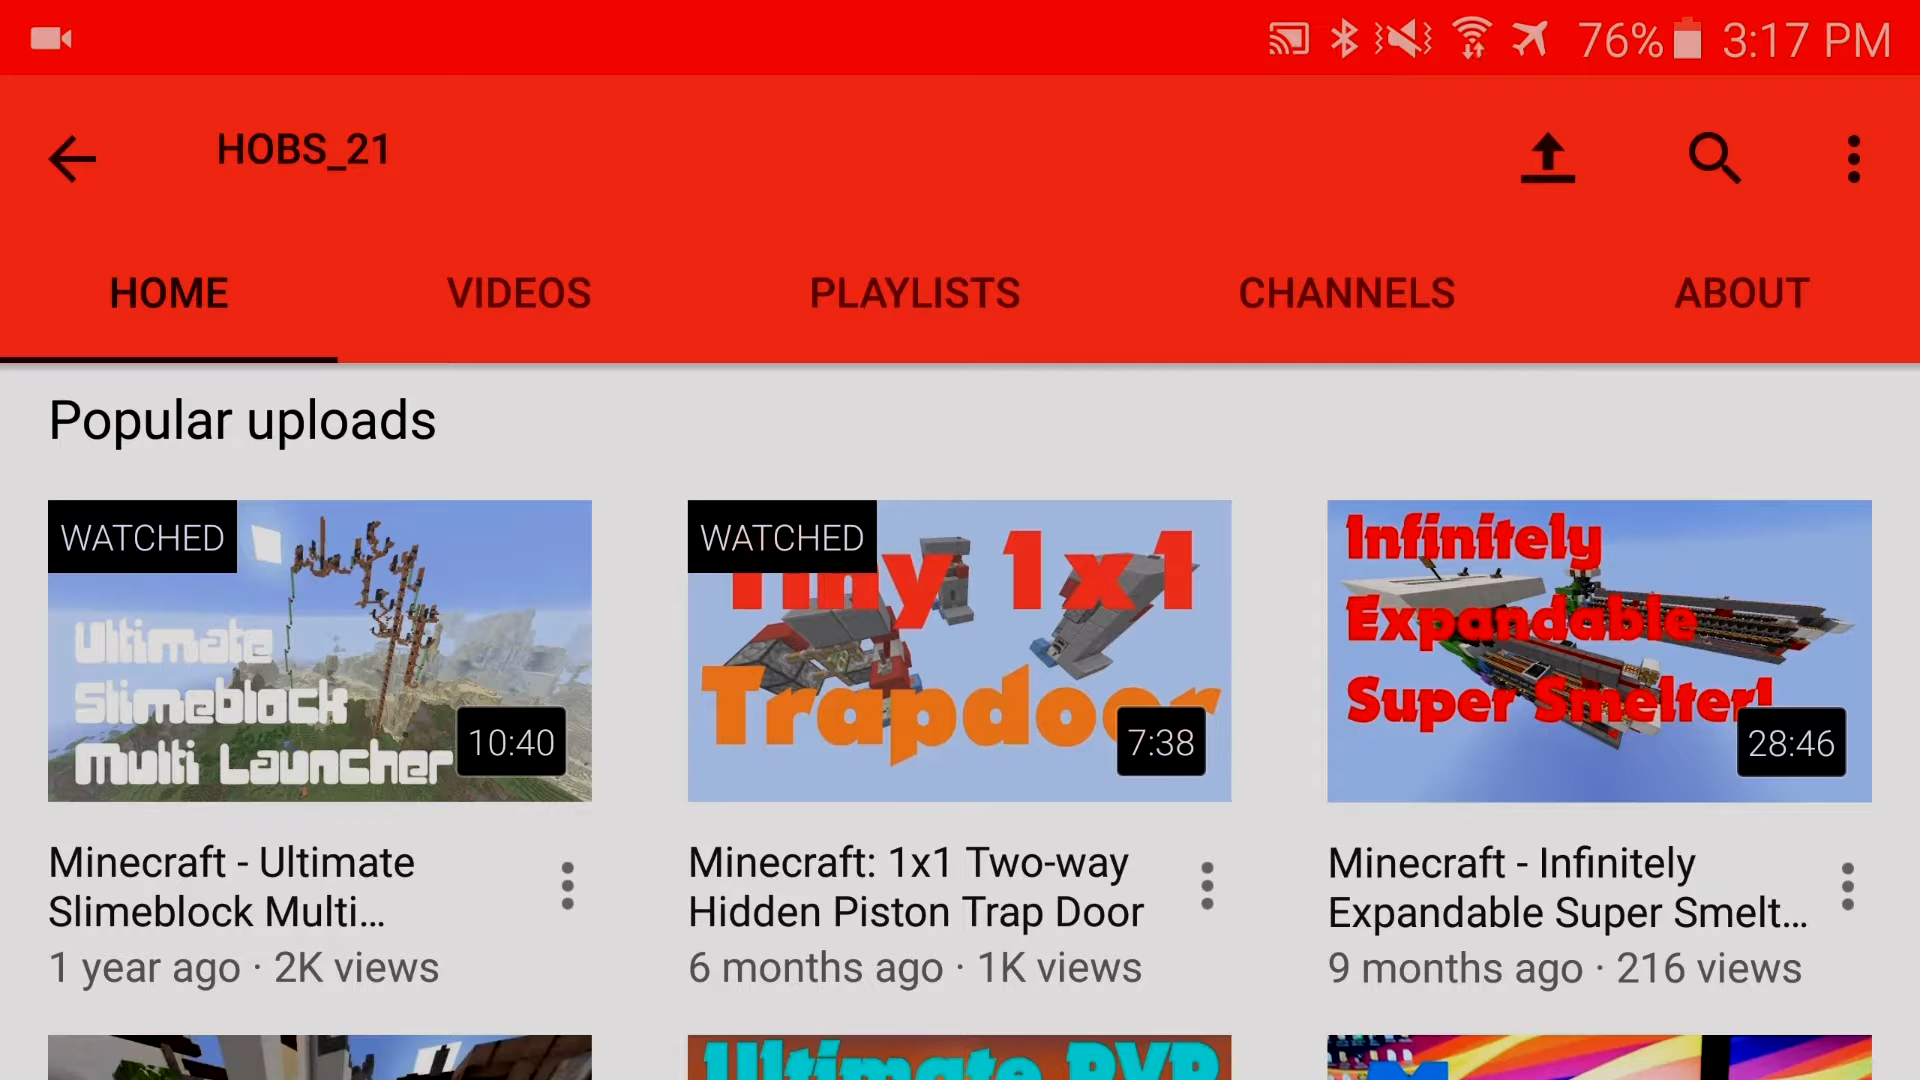 76% 3:17 PM
HOBS_21
HOME VIDEOS PLAYLISTS CHANNELS ABOUT
Popular uploads
WATCHED
Ultimate
Slimeblock
Multi Launcher
10:40
WATCHED
Tiny 1x1
Trapdoor
7:38
Infinitely
Expandable
Super Smelter!
28:46
Minecraft - Ultimate
Slimeblock Multi...
1 year ago · 2K views
Minecraft: 1x1 Two-way
Hidden Piston Trap Door
6 months ago · 1K views
Minecraft - Infinitely
Expandable Super Smelt...
9 months ago · 216 views
Ultimate PVP